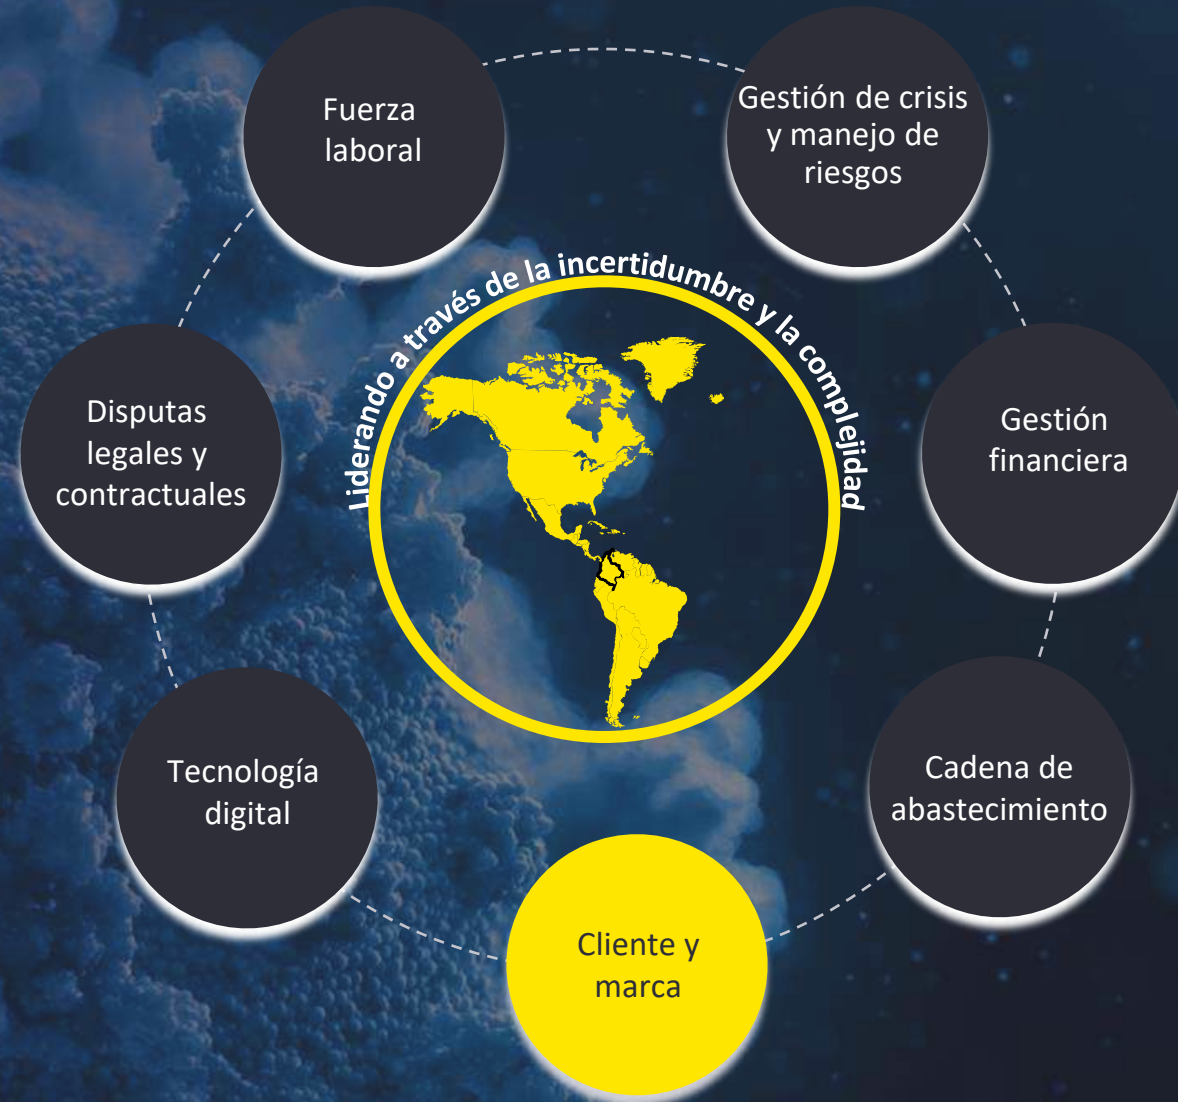 Fuerza
laboral
Gestión de crisis
y manejo de
riesgos
Liderando a través de la incertidumbre y la complejidad
Disputas
legales y
contractuales
Gestión
financiera
Tecnología
digital
Cadena de
abastecimiento
Cliente y
marca